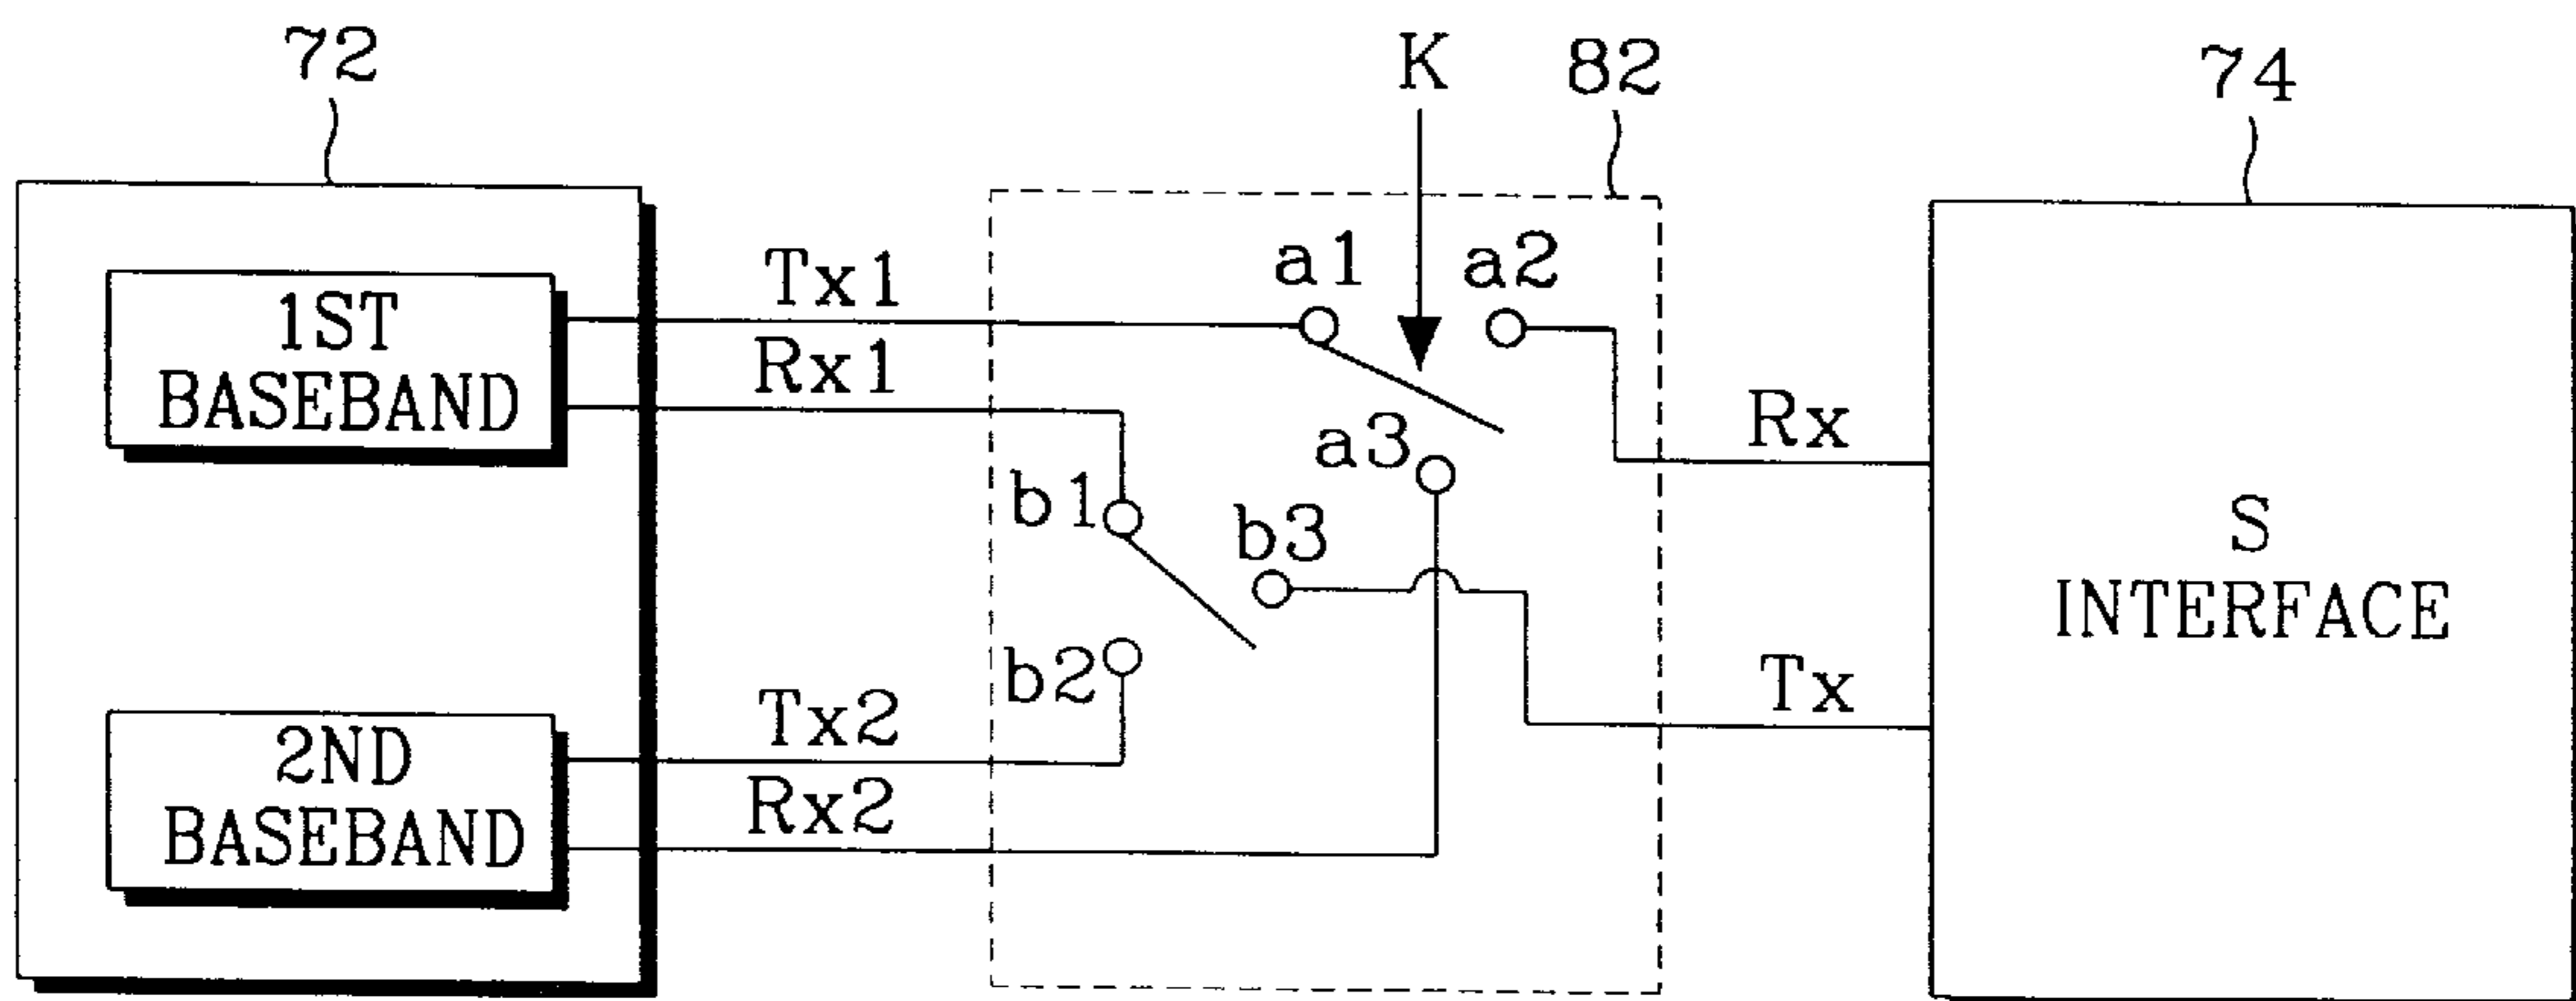 72
K
82
74
1ST
BASEBAND
Tx1
Rx1
a1
a2
a3
b1
b3
b2
Rx
Tx
S
INTERFACE
2ND
BASEBAND
Tx2
Rx2